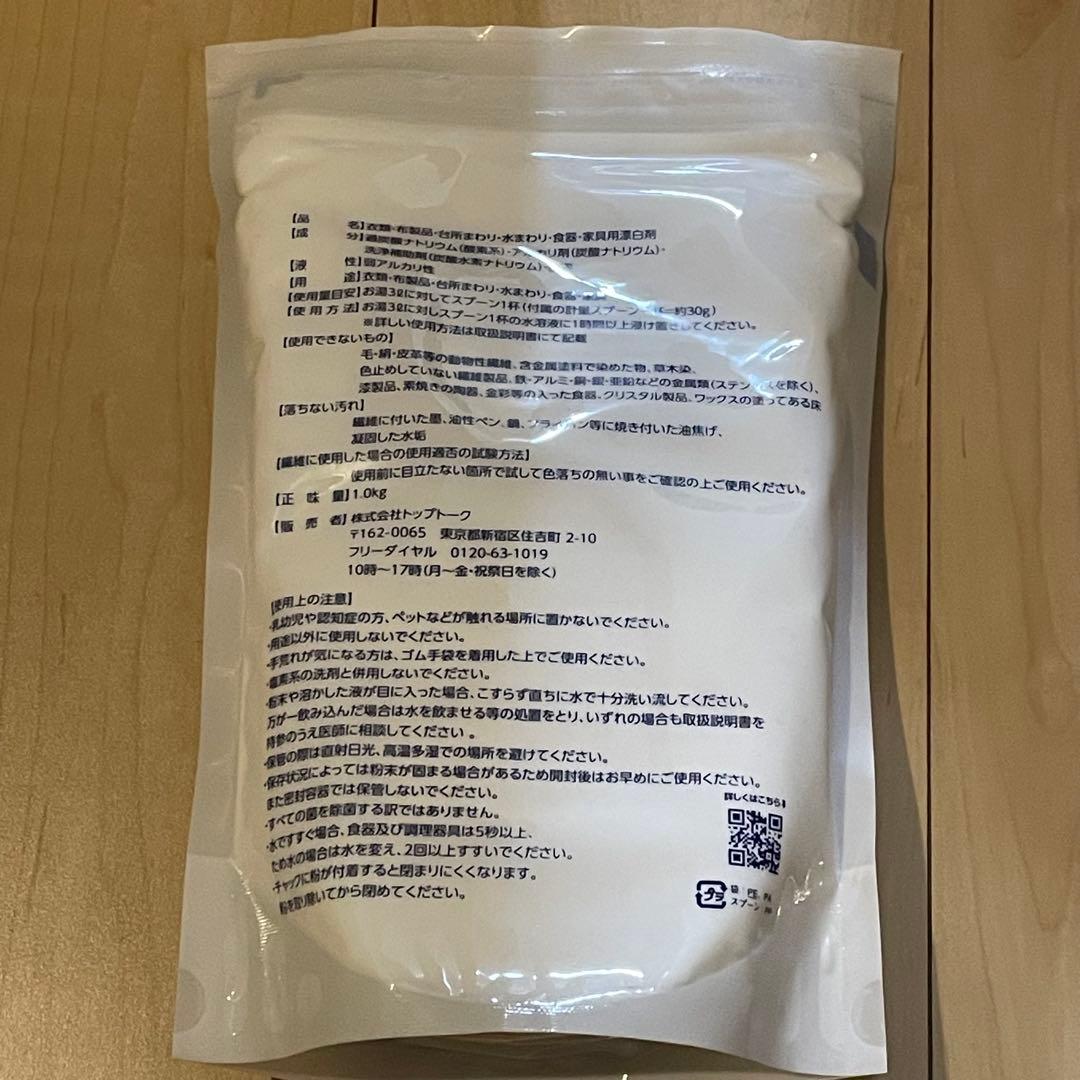 【品　　　名】衣類・布製品・台所まわり・水まわり・食器・家具用漂白剤
【成　　　分】過炭酸ナトリウム(酸素系)・アルカリ剤(炭酸ナトリウム)・
洗浄補助剤(炭酸水素ナトリウム)・
【液　　　性】弱アルカリ性
【用　　　途】衣類・布製品・台所まわり・水まわり・食器・家具
【使用量目安】お湯3ℓに対してスプーン1杯(付属の計量スプーン 約30g)
【使用方法】お湯3ℓに対しスプーン1杯の水溶液に1時間以上浸け置きしてください。
※詳しい使用方法は取扱説明書にて記載
【使用できないもの】
毛・絹・皮革等の動物性繊維、含金属塗料で染めた物、草木染、
色止めしていない繊維製品、鉄・アルミ・銅・銀・亜鉛などの金属類(ステンレスを除く)、
漆製品、素焼きの陶器、金彩等の入った食器、クリスタル製品、ワックスの塗ってある床
【落ちない汚れ】
繊維に付いた墨、油性ペン、鍋、フライパン等に焼き付いた油焦げ、
凝固した水垢
【繊維に使用した場合の使用適否の試験方法】
使用前に目立たない箇所で試して色落ちの無い事をご確認の上ご使用ください。
【正　味　量】1.0kg
【販　売　者】株式会社トップトーク
〒162-0065　東京都新宿区住吉町 2-10
フリーダイヤル　0120-63-1019
10時～17時(月～金・祝祭日を除く)
【使用上の注意】
・乳幼児や認知症の方、ペットなどが触れる場所に置かないでください。
・用途以外に使用しないでください。
・手荒れが気になる方は、ゴム手袋を着用した上でご使用ください。
・塩素系の洗剤と併用しないでください。
・粉末や溶かした液が目に入った場合、こすらず直ちに水で十分洗い流してください。
万が一飲み込んだ場合は水を飲ませる等の処置をとり、いずれの場合も取扱説明書を
持参のうえ医師に相談してください。
・保管の際は直射日光、高温多湿での場所を避けてください。
・保存状況によっては粉末が固まる場合があるため開封後はお早めにご使用ください。
また密封容器では保管しないでください。
・すべての菌を除菌する訳ではありません。
・水ですすぐ場合、食器及び調理器具は5秒以上、
ため水の場合は水を変え、2回以上すすいでください。
・チャックに粉が付着すると閉まりにくくなります。
粉を取り除いてから閉めてください。
詳しくはこちら⬇
プラ
袋：PE、PA
スプーン：